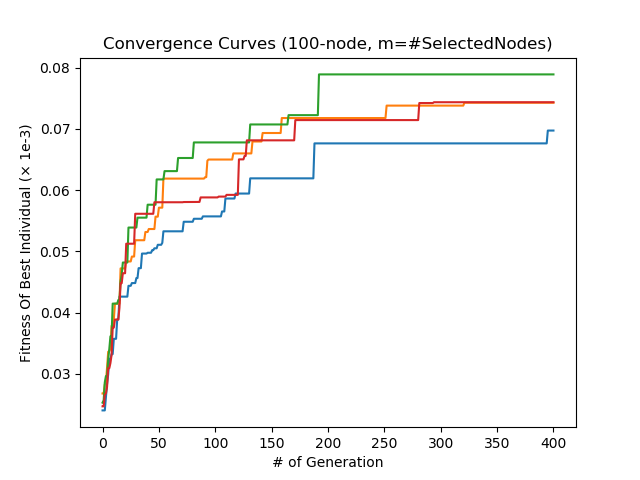 Convergence Curves (100-node, m=#SelectedNodes)
0.08
0.07
0.06
0.05
0.04
0.03
Fitness Of Best Individual (× 1e-3)
0 50 100 150 200 250 300 350 400
# of Generation